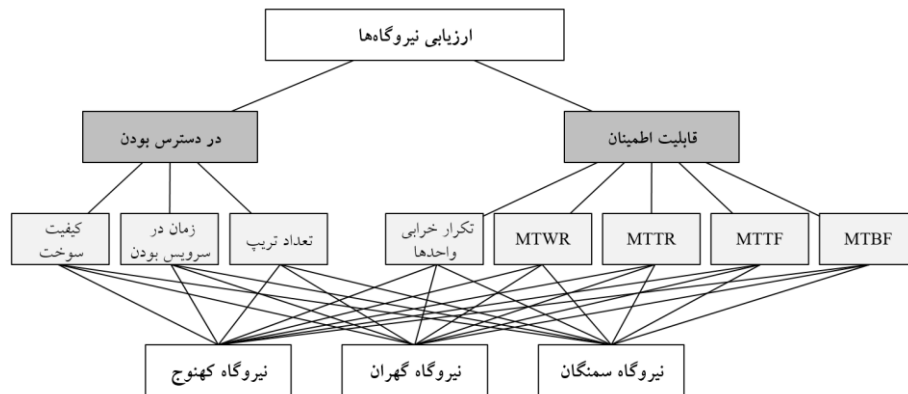 ارزیابی نیروگاه‌ها
قابلیت اطمینان
در دسترس بودن
MTBF
MTTF
MTTR
MTWR
تکرار خرابی
واحدها
تعداد تریپ
زمان در
سرویس بودن
کیفیت
سوخت
نیروگاه سمنگان
نیروگاه گهران
نیروگاه کهنوج